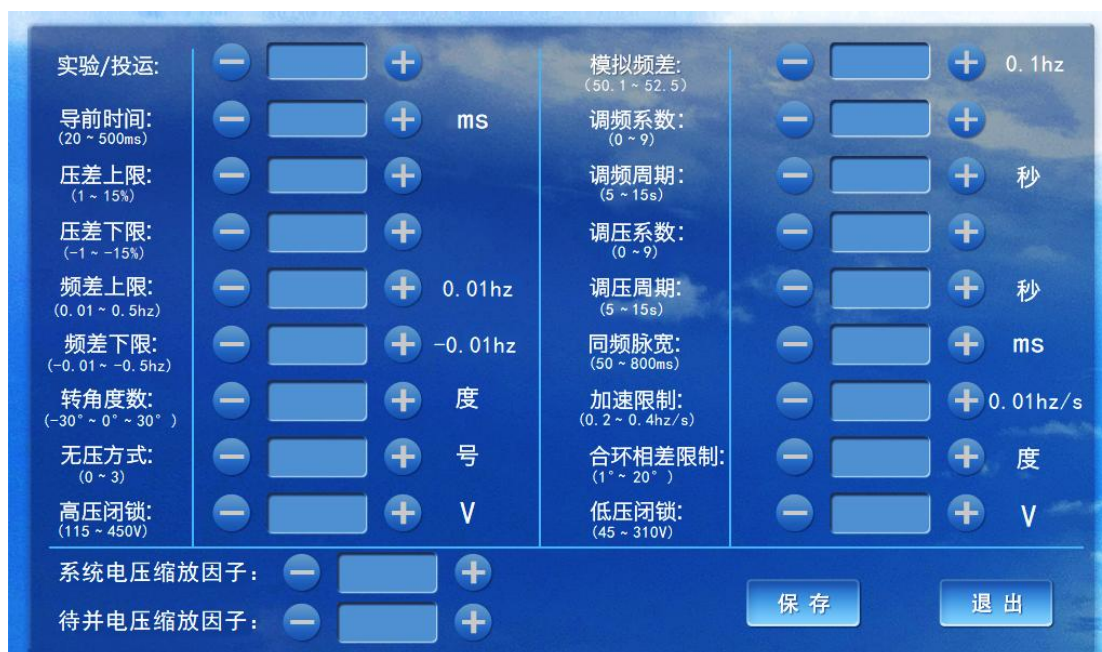 实验/投运:
模拟频差:
0.1hz
(50.1~52.5)
导前时间:
ms
调频系数:
(20~500ms)
(0~9)
压差上限:
调频周期:
秒
(1~15%)
(5~15s)
压差下限:
调压系数:
(-1~-15%)
(0~9)
频差上限:
0.01hz
调压周期:
秒
(0.01~0.5hz)
(5~15s)
频差下限:
-0.01hz
同频脉宽:
ms
(-0.01~-0.5hz)
(50~800ms)
转角度数:
度
加速限制:
0.01hz/s
(-30°~0°~30°)
(0.2~0.4hz/s)
无压方式:
号
合环相差限制:
度
(0~3)
(1°~20°)
高压闭锁:
V
低压闭锁:
V
(115~450V)
(45~310V)
系统电压缩放因子:
待并电压缩放因子:
保存
退出